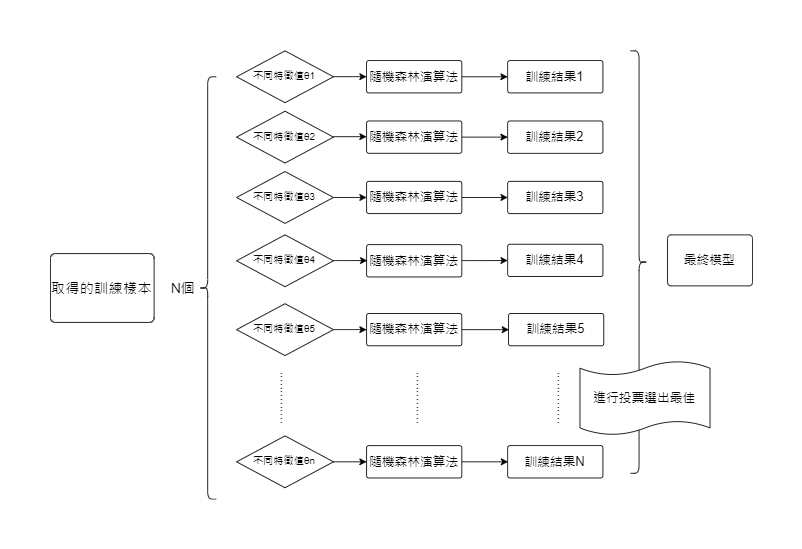 不同特徵值θ1
隨機森林演算法
訓練結果1
不同特徵值θ2
隨機森林演算法
訓練結果2
不同特徵值θ3
隨機森林演算法
訓練結果3
取得的訓練樣本
N個
不同特徵值θ4
隨機森林演算法
訓練結果4
最終模型
不同特徵值θ5
隨機森林演算法
訓練結果5
進行投票選出最佳
不同特徵值θn
隨機森林演算法
訓練結果N